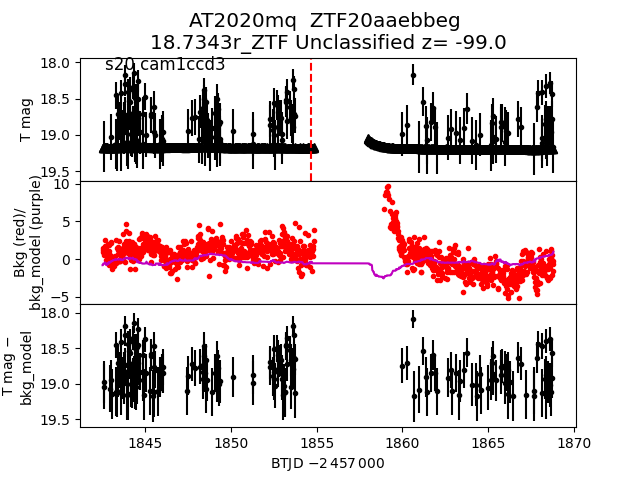 AT2020mq  ZTF20aaebbeg
18.7343r_ZTF Unclassified z= -99.0
s20 cam1ccd3
T mag
18.0
18.5
19.0
19.5
Bkg (red)/
bkg_model (purple)
10
5
0
−5
T mag −
bkg_model
18.0
18.5
19.0
19.5
1845 1850 1855 1860 1865 1870
BTJD −2 457 000